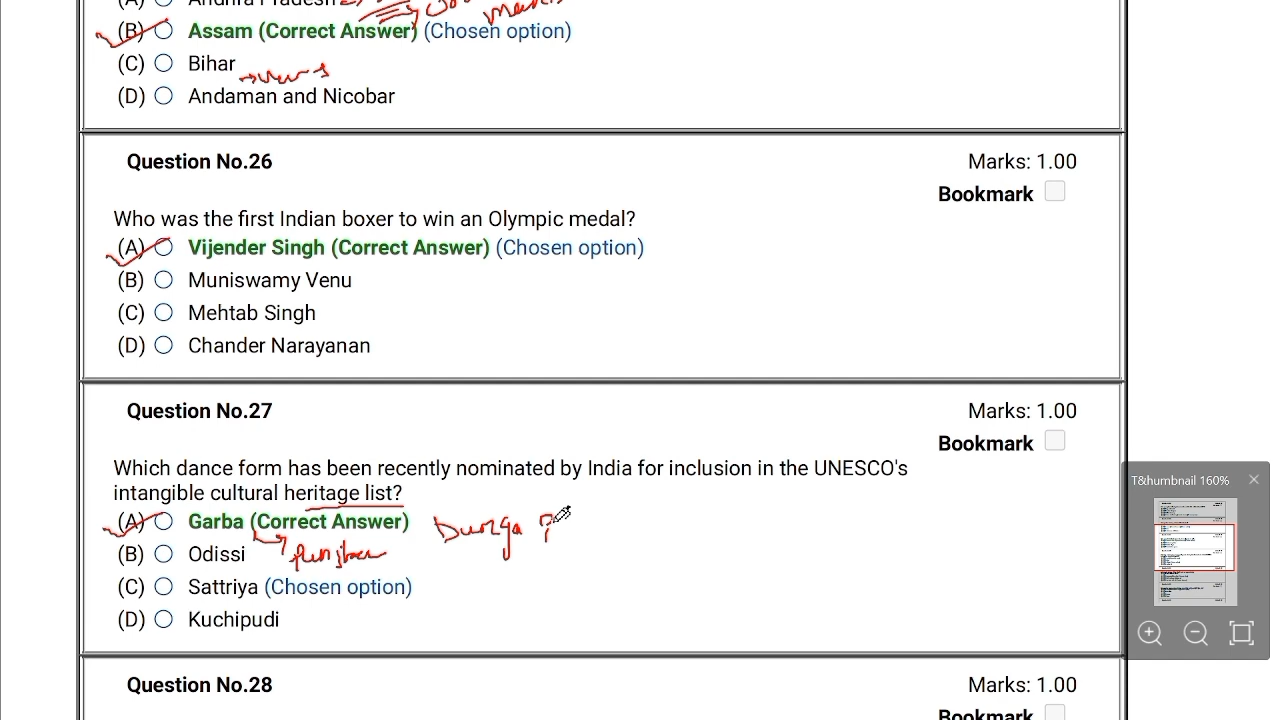 (A) Andhra Pradesh
(B) Assam (Correct Answer) (Chosen option)
(C) Bihar
(D) Andaman and Nicobar
Question No.26 Marks: 1.00
Bookmark
Who was the first Indian boxer to win an Olympic medal?
(A) Vijender Singh (Correct Answer) (Chosen option)
(B) Muniswamy Venu
(C) Mehtab Singh
(D) Chander Narayanan
Question No.27 Marks: 1.00
Bookmark
Which dance form has been recently nominated by India for inclusion in the UNESCO's
intangible cultural heritage list?
(A) Garba (Correct Answer) Durga P
(B) Odissi
(C) Sattriya (Chosen option)
(D) Kuchipudi
T&humbnail 160%
Question No.28 Marks: 1.00
Bookmark